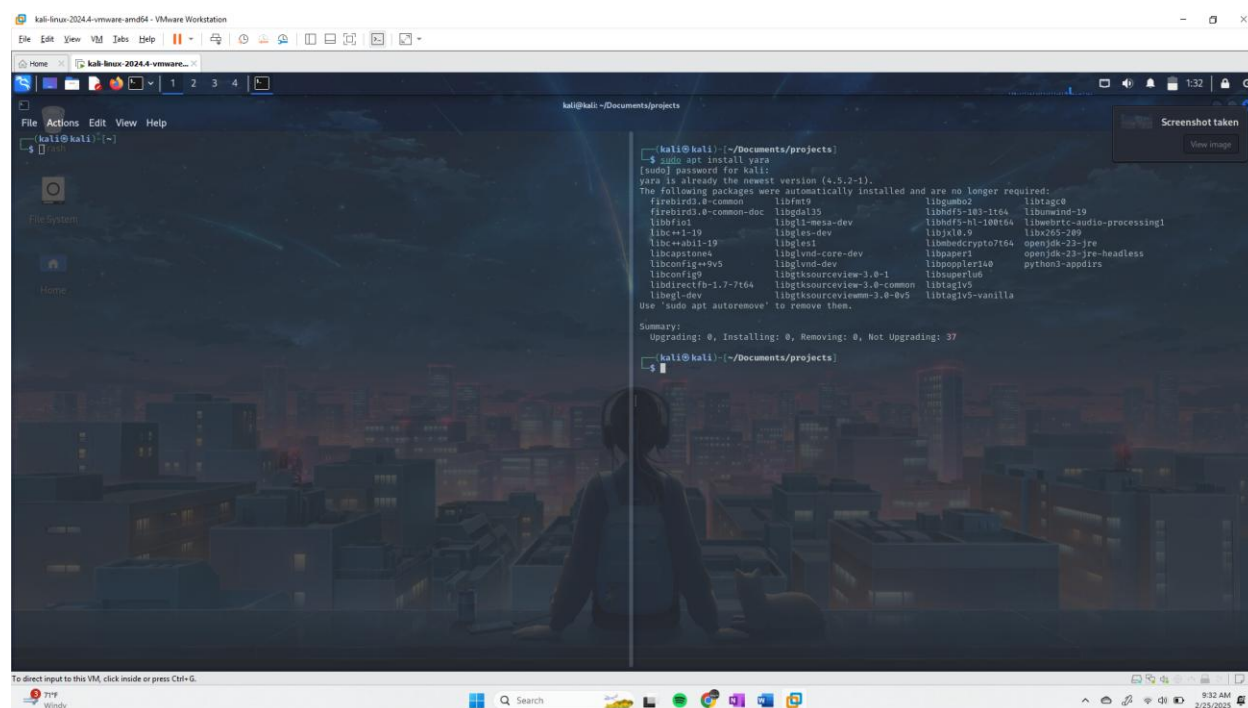 kali-linux-2024.4-vmware-amd64 - VMware Workstation
File Edit View VM Tabs Help
Home kali-linux-2024.4-vmware...
1 2 3 4 1:32
kali@kali: ~/Documents/projects
File Actions Edit View Help
Screenshot taken
View image
(kali㉿kali)-[~]
$
Trash
File System
Home
(kali㉿kali)-[~/Documents/projects]
$ sudo apt install yara
[sudo] password for kali:
yara is already the newest version (4.5.2-1).
The following packages were automatically installed and are no longer required:
firebird3.0-common libfmt9 libgumbo2 libtagc0
firebird3.0-common-doc libgdal35 libhdf5-103-1t64 libunwind-19
libbfio1 libgl1-mesa-dev libhdf5-hl-100t64 libwebrtc-audio-processing1
libc++1-19 libgles-dev libjxl0.9 libx265-209
libc++abi1-19 libgles1 libmbedcrypto7t64 openjdk-23-jre
libcapstone4 libglvnd-core-dev libpaper1 openjdk-23-jre-headless
libconfig++9v5 libglvnd-dev libpoppler140 python3-appdirs
libconfig9 libgtksourceview-3.0-1 libsuperlu6
libdirectfb-1.7-7t64 libgtksourceview-3.0-common libtag1v5
libegl-dev libgtksourceviewmm-3.0-0v5 libtag1v5-vanilla
Use 'sudo apt autoremove' to remove them.
Summary:
Upgrading: 0, Installing: 0, Removing: 0, Not Upgrading: 37
(kali㉿kali)-[~/Documents/projects]
$
To direct input to this VM, click inside or press Ctrl+G.
3
71°F
Windy
Search
9:32 AM
2/25/2025